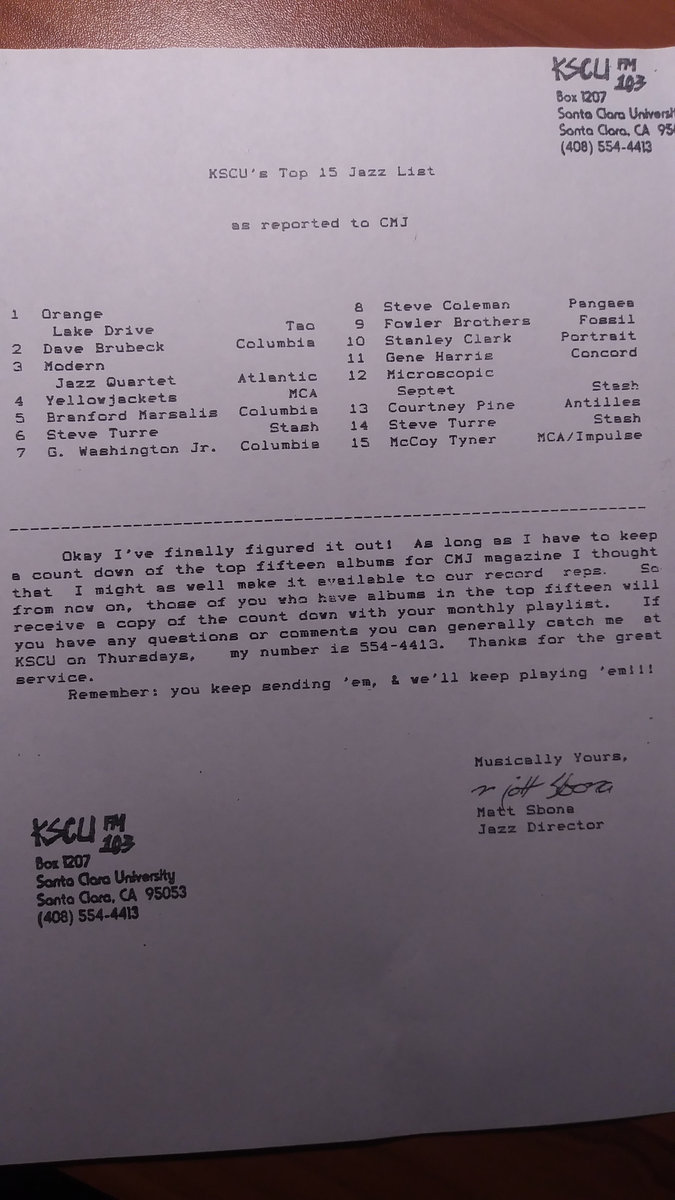 KSCU FM
103
Box 1207
Santa Clara Universit
Santa Clara, CA 95
(408) 554-4413
KSCU's Top 15 Jazz List
as reported to CMJ
1 Orange
Lake Drive Tao
2 Dave Brubeck Columbia
3 Modern
Jazz Quartet Atlantic
4 Yellowjackets MCA
5 Branford Marsalis Columbia
6 Steve Turre Stash
7 G. Washington Jr. Columbia
8 Steve Coleman Pangaea
9 Fowler Brothers Fossil
10 Stanley Clark Portrait
11 Gene Harris Concord
12 Microscopic
Septet Stash
13 Courtney Pine Antilles
14 Steve Turre Stash
15 McCoy Tyner MCA/Impulse
Okay I've finally figured it out! As long as I have to keep
a count down of the top fifteen albums for CMJ magazine I thought
that I might as well make it available to our record reps. So
from now on, those of you who have albums in the top fifteen will
receive a copy of the count down with your monthly playlist. If
you have any questions or comments you can generally catch me at
KSCU on Thursdays, my number is 554-4413. Thanks for the great
service.
Remember: you keep sending 'em, & we'll keep playing 'em!!!
Musically Yours,
Matt Sbona
Jazz Director
KSCU FM
103
Box 1207
Santa Clara University
Santa Clara, CA 95053
(408) 554-4413